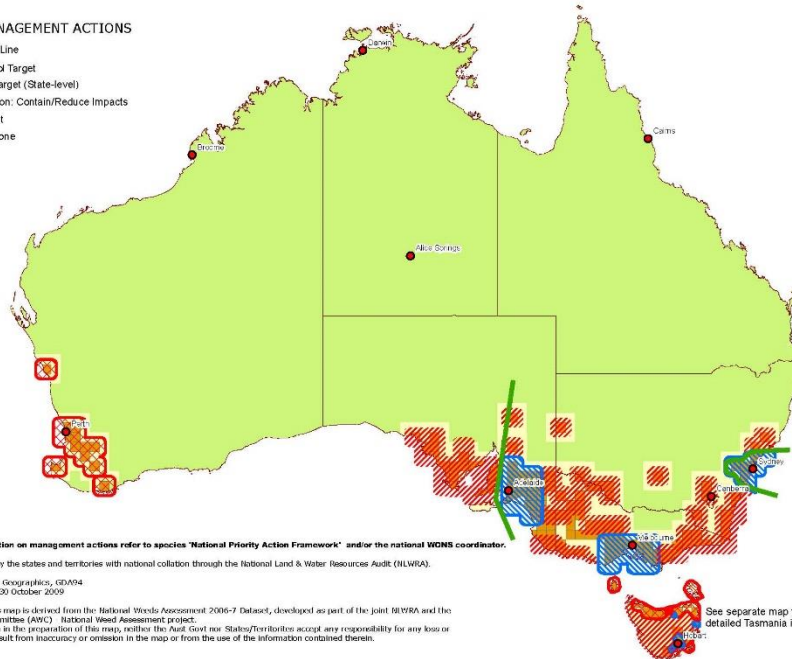 NAGEMENT ACTIONS
Line
ol Target
arget (State-level)
on: Contain/Reduce Impacts
t
one
Darwin
Cairns
Broome
Alice Springs
Perth
Sydney
Adelaide
Canberra
Melbourne
tion on management actions refer to species 'National Priority Action Framework' and/or the national WONS coordinator.
y the states and territories with national collation through the National Land & Water Resources Audit (NLWRA).
Geographics, GDA94
30 October 2009
s map is derived from the National Weeds Assessment 2006-7 Dataset, developed as part of the joint NLWRA and the
mmittee (AWC) National Weed Assessment project.
e in the preparation of this map, neither the Aust Govt nor States/Territories accept any responsibility for any loss or
sult from inaccuracy or omission in the map or from the use of the information contained therein.
See separate map
detailed Tasmania i
Hobart